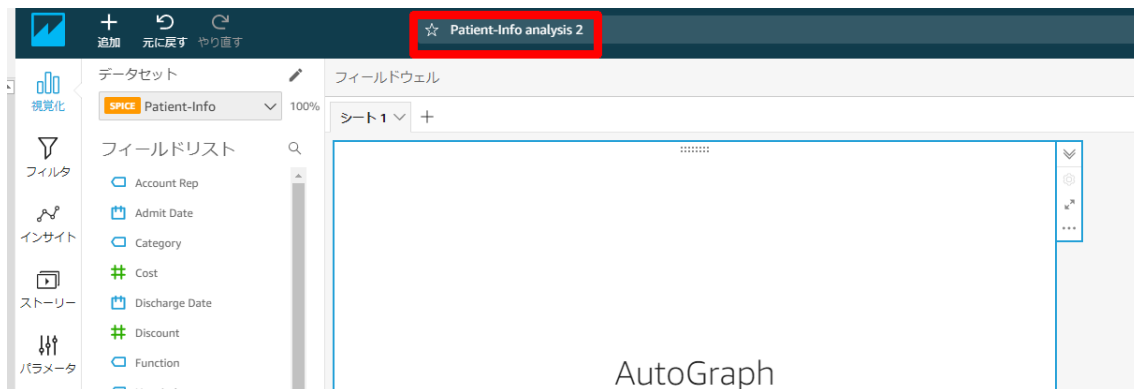 追加
元に戻す
やり直す
Patient-Info analysis 2
視覚化
フィルタ
インサイト
ストーリー
パラメータ
データセット
SPICE Patient-Info
100%
フィールドリスト
Account Rep
Admit Date
Category
Cost
Discharge Date
Discount
Function
フィールドウェル
シート 1
AutoGraph